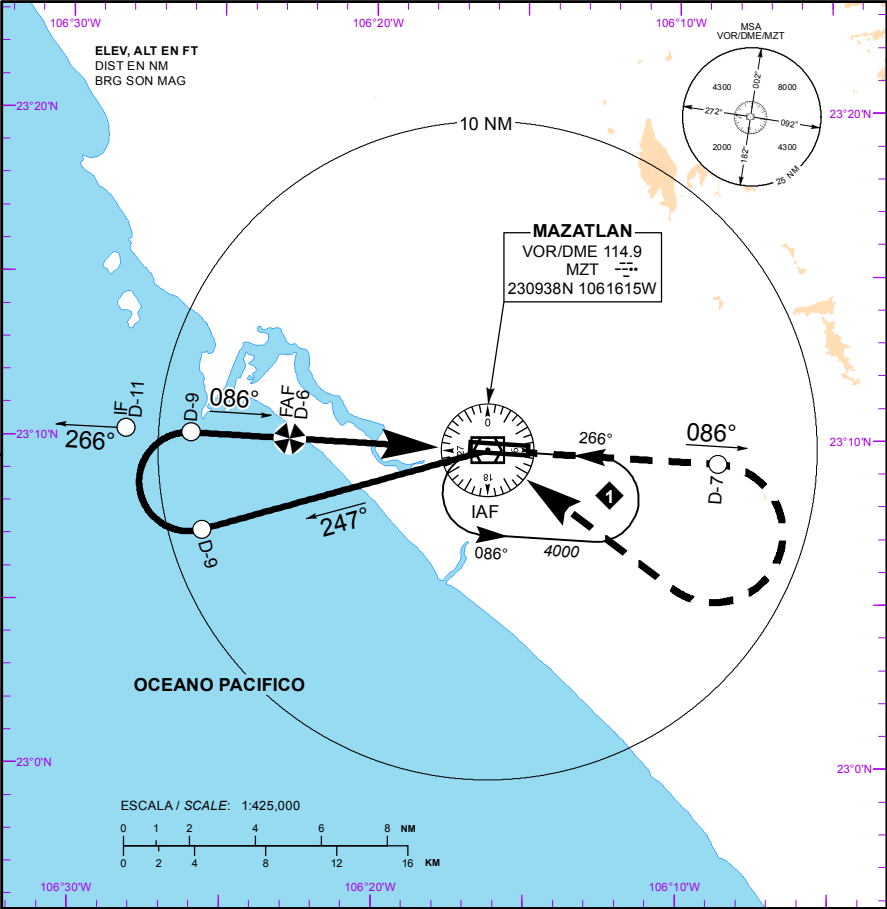 106°30'W
106°20'W
106°10'W
ELEV, ALT EN FT
DIST EN NM
BRG SON MAG
MSA
VOR/DME/MZT
4300
002°
8000
272°
092°
2000
182°
4300
25 NM
23°20'N
23°20'N
10 NM
MAZATLAN
VOR/DME 114.9
MZT
230938N 1061615W
IF
D-11
D-9
086°
FAF
D-6
266°
23°10'N
0
27
9
18
IAF
266°
086°
D-7
23°10'N
1
D-9
247°
086°
4000
OCEANO PACIFICO
23°0'N
23°0'N
ESCALA / SCALE: 1:425,000
0 1 2 4 6 8 NM
0 2 4 8 12 16 KM
106°30'W
106°20'W
106°10'W